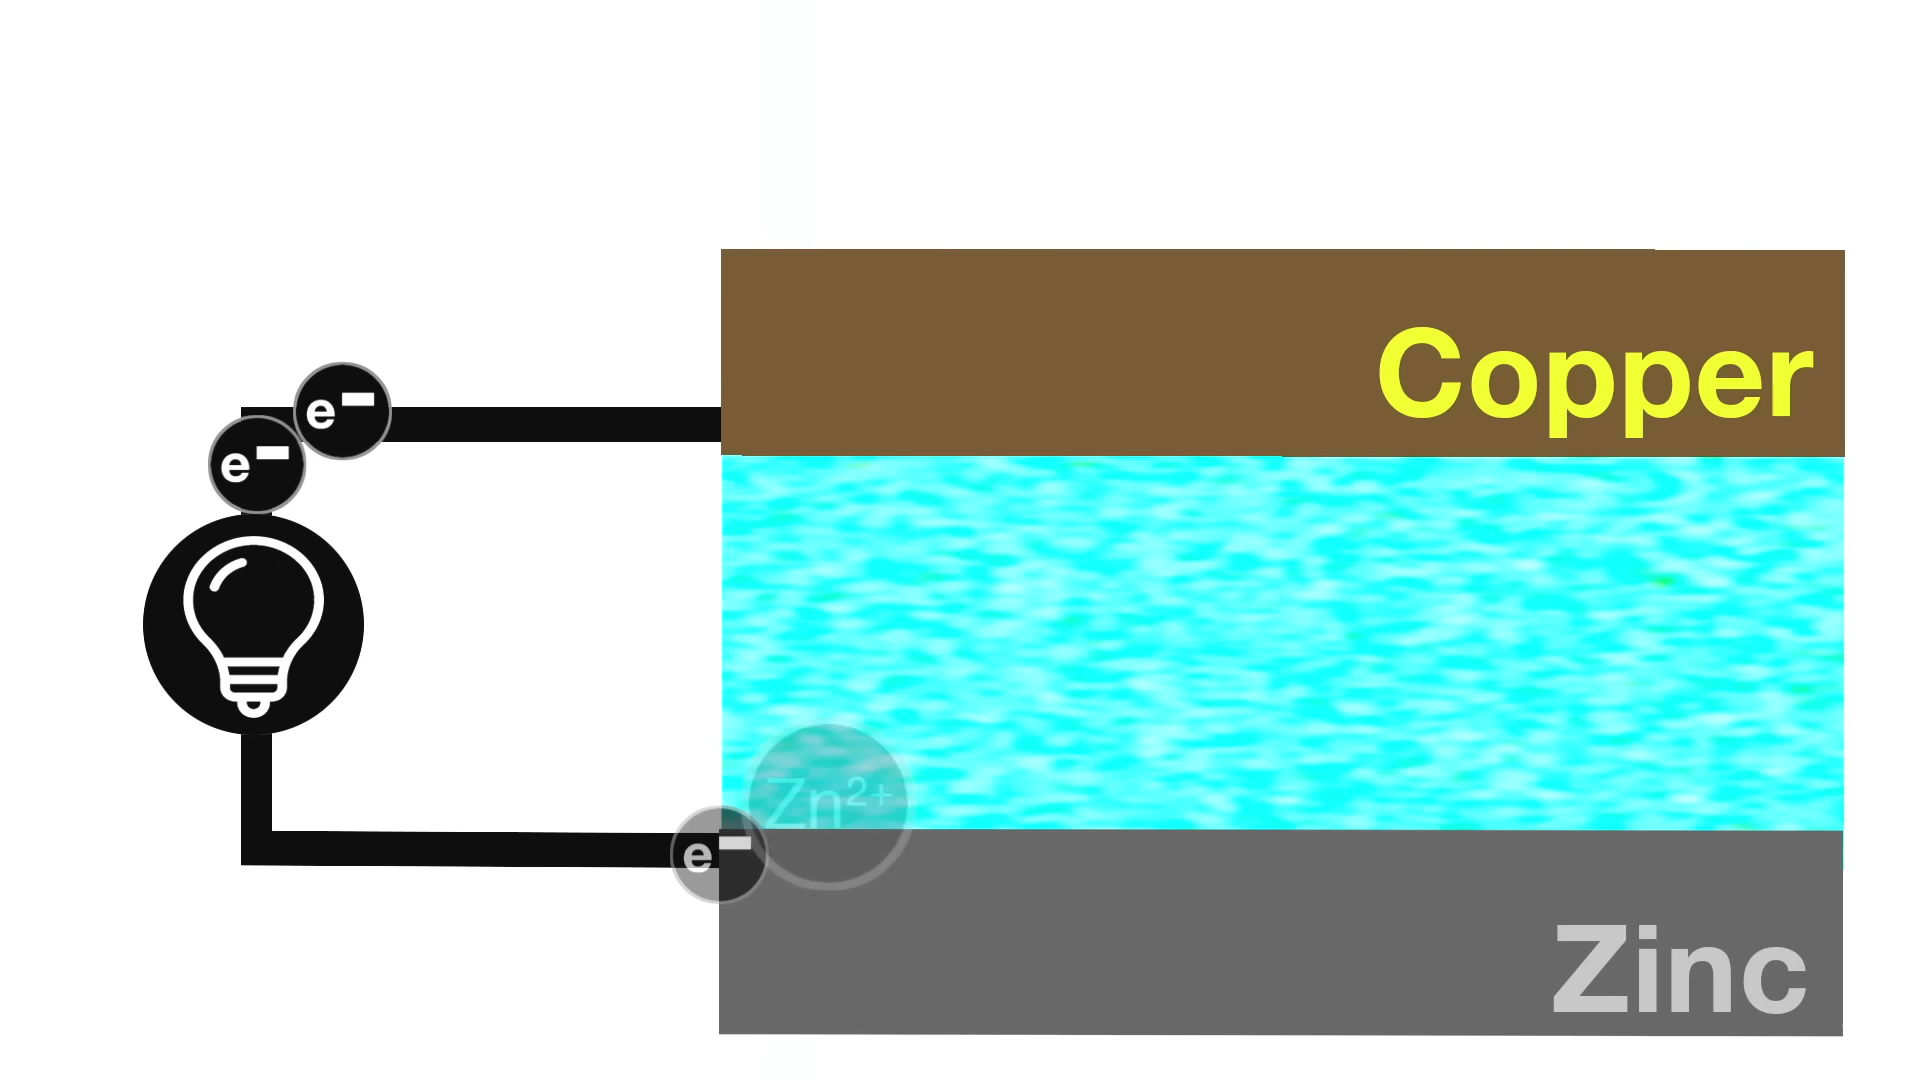 Copper
e⁻
e⁻
Zn²⁺
e⁻
Zinc